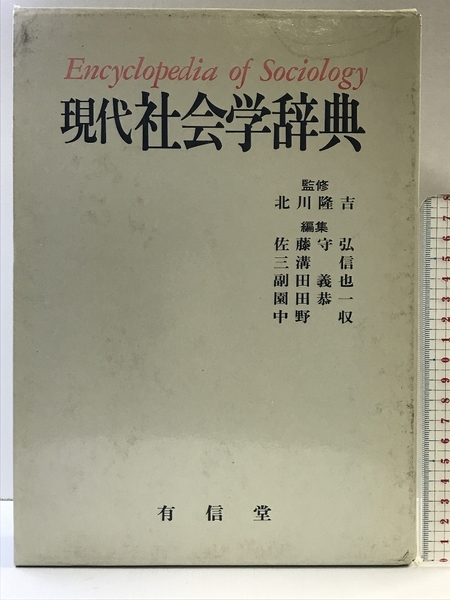 Encyclopedia of Sociology
現代社会学辞典
監修
北川隆吉
編集
佐藤守弘
三溝信
副田義也
園田恭一
中野収
有信堂